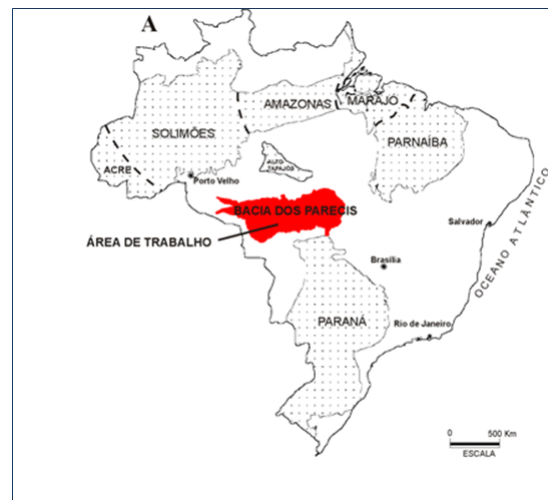 A
AMAZONAS
MARAJÓ
SOLIMÕES
PARNAÍBA
ALTO
TAPAJÓS
ACRE
Porto Velho
BACIA DOS PARECIS
Salvador
ÁREA DE TRABALHO
OCEANO ATLÂNTICO
Brasília
PARANÁ
Rio de Janeiro
0 500 Km
ESCALA